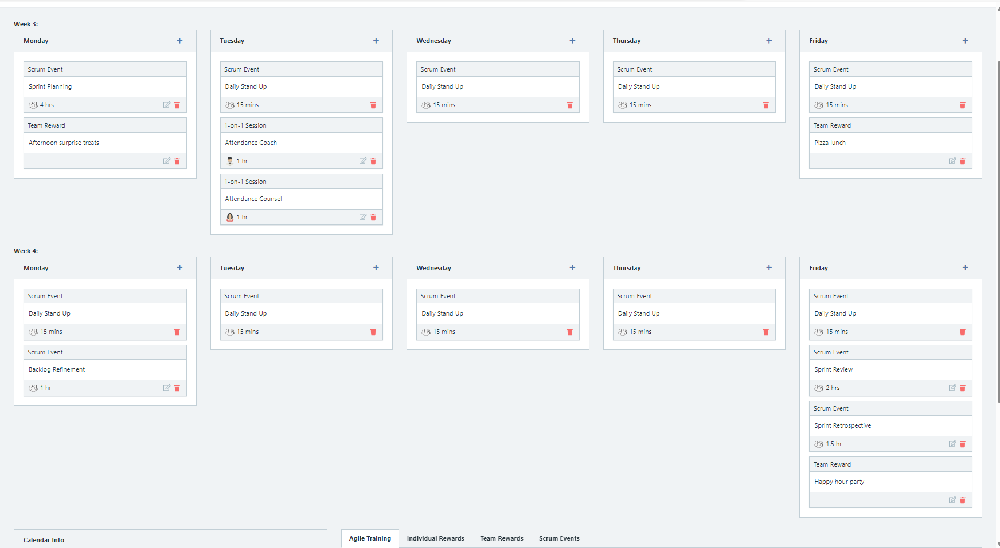 Week 3:
Monday
Scrum Event
Sprint Planning
4 hrs
Team Reward
Afternoon surprise treats
Tuesday
Scrum Event
Daily Stand Up
15 mins
1-on-1 Session
Attendance Coach
1 hr
1-on-1 Session
Attendance Counsel
1 hr
Wednesday
Scrum Event
Daily Stand Up
15 mins
Thursday
Scrum Event
Daily Stand Up
15 mins
Friday
Scrum Event
Daily Stand Up
15 mins
Team Reward
Pizza lunch
Week 4:
Monday
Scrum Event
Daily Stand Up
15 mins
Scrum Event
Backlog Refinement
1 hr
Tuesday
Scrum Event
Daily Stand Up
15 mins
Wednesday
Scrum Event
Daily Stand Up
15 mins
Thursday
Scrum Event
Daily Stand Up
15 mins
Friday
Scrum Event
Daily Stand Up
15 mins
Scrum Event
Sprint Review
2 hrs
Scrum Event
Sprint Retrospective
1.5 hr
Team Reward
Happy hour party
Calendar Info
Agile Training
Individual Rewards
Team Rewards
Scrum Events